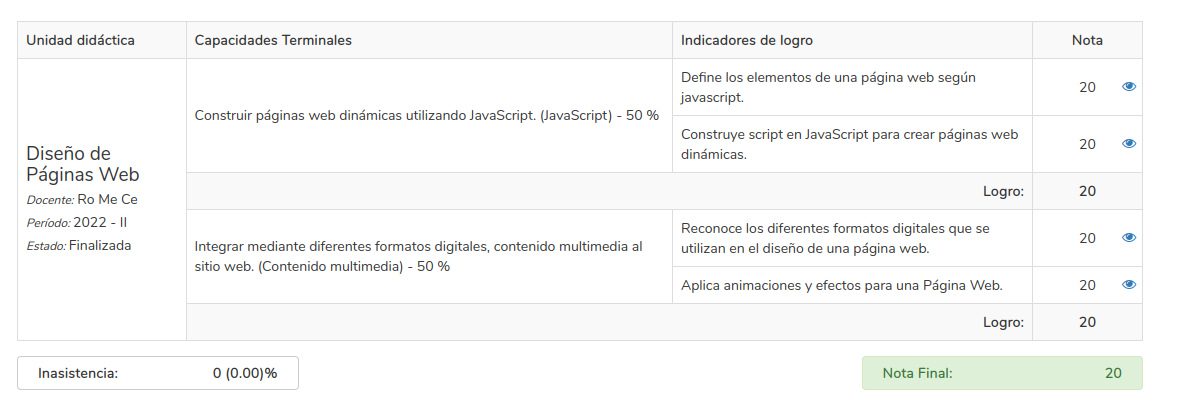 Unidad didáctica
Capacidades Terminales
Indicadores de logro
Nota
Diseño de
Páginas Web
Docente: Ro Me Ce
Período: 2022 - II
Estado: Finalizada
Construir páginas web dinámicas utilizando JavaScript. (JavaScript) - 50 %
Define los elementos de una página web según
javascript.
20
Construye script en JavaScript para crear páginas web
dinámicas.
20
Logro:
20
Integrar mediante diferentes formatos digitales, contenido multimedia al
sitio web. (Contenido multimedia) - 50 %
Reconoce los diferentes formatos digitales que se
utilizan en el diseño de una página web.
20
Aplica animaciones y efectos para una Página Web.
20
Logro:
20
Inasistencia:
0 (0.00)%
Nota Final:
20